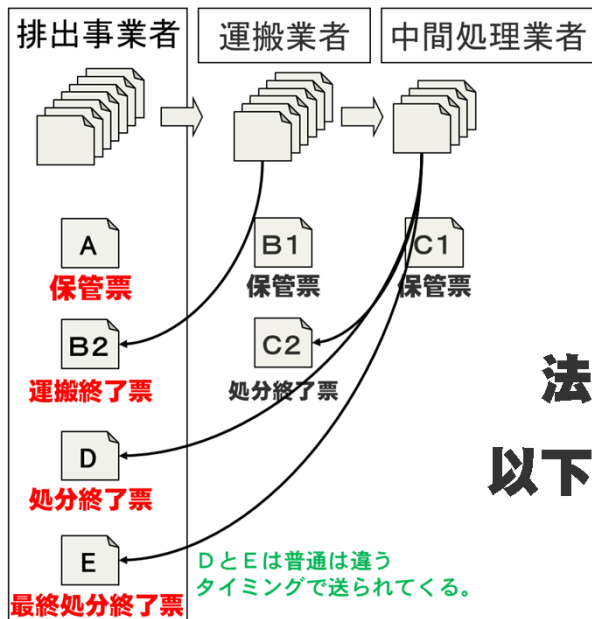 排出事業者
運搬業者
中間処理業者
A
保管票
B1
保管票
C1
保管票
B2
運搬終了票
C2
処分終了票
D
処分終了票
E
最終処分終了票
DとEは普通は違う
タイミングで送られてくる。
法
以下